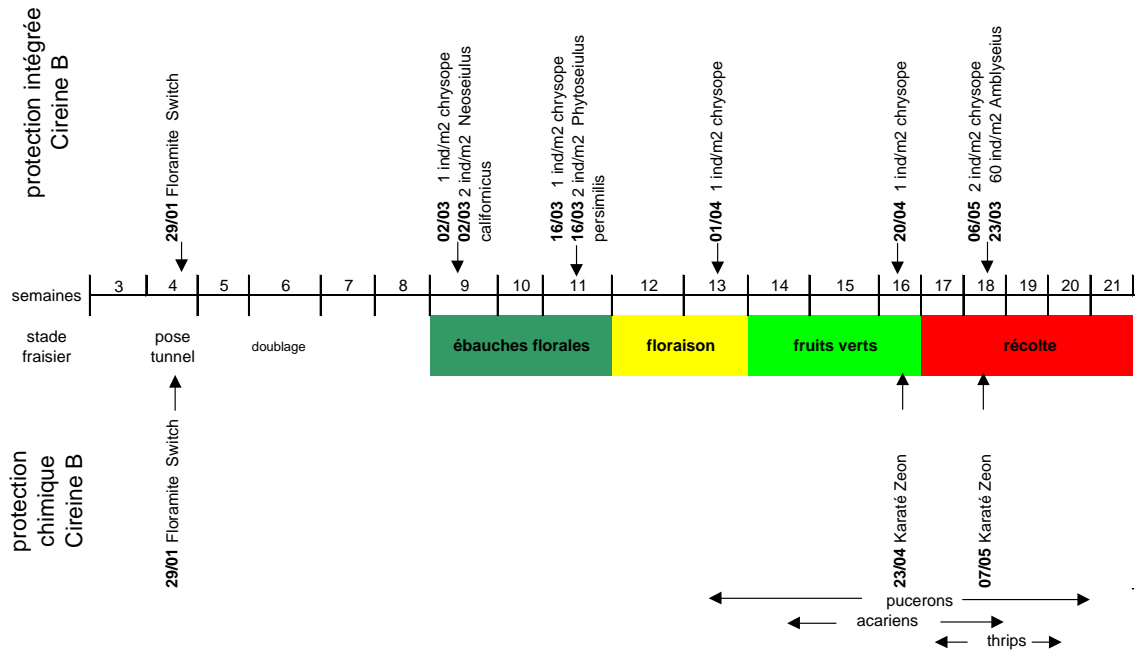 protection intégrée
Cireine B
29/01 Floramite Switch
02/03 1 ind/m2 chrysope
02/03 2 ind/m2 Neoseiulus
californicus
16/03 1 ind/m2 chrysope
16/03 2 ind/m2 Phytoseiulus
persimilis
01/04 1 ind/m2 chrysope
20/04 1 ind/m2 chrysope
06/05 2 ind/m2 chrysope
23/03 60 ind/m2 Amblyseius
semaines 3 4 5 6 7 8 9 10 11 12 13 14 15 16 17 18 19 20 21
stade
fraisier
pose
tunnel
doublage
ébauches florales
floraison
fruits verts
récolte
protection
chimique
Cireine B
29/01 Floramite Switch
23/04 Karaté Zeon
07/05 Karaté Zeon
pucerons
acariens
thrips